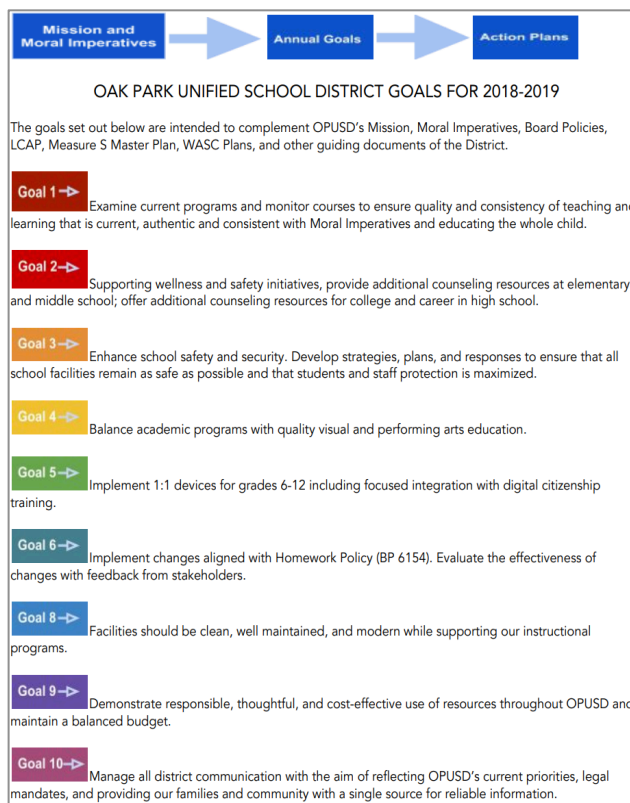 Mission and
Moral Imperatives
Annual Goals
Action Plans
OAK PARK UNIFIED SCHOOL DISTRICT GOALS FOR 2018-2019
The goals set out below are intended to complement OPUSD's Mission, Moral Imperatives, Board Policies,
LCAP, Measure S Master Plan, WASC Plans, and other guiding documents of the District.
Goal 1
Examine current programs and monitor courses to ensure quality and consistency of teaching and
learning that is current, authentic and consistent with Moral Imperatives and educating the whole child.
Goal 2
Supporting wellness and safety initiatives, provide additional counseling resources at elementary
and middle school; offer additional counseling resources for college and career in high school.
Goal 3
Enhance school safety and security. Develop strategies, plans, and responses to ensure that all
school facilities remain as safe as possible and that students and staff protection is maximized.
Goal 4
Balance academic programs with quality visual and performing arts education.
Goal 5
Implement 1:1 devices for grades 6-12 including focused integration with digital citizenship
training.
Goal 6
Implement changes aligned with Homework Policy (BP 6154). Evaluate the effectiveness of
changes with feedback from stakeholders.
Goal 8
Facilities should be clean, well maintained, and modern while supporting our instructional
programs.
Goal 9
Demonstrate responsible, thoughtful, and cost-effective use of resources throughout OPUSD and
maintain a balanced budget.
Goal 10
Manage all district communication with the aim of reflecting OPUSD's current priorities, legal
mandates, and providing our families and community with a single source for reliable information.